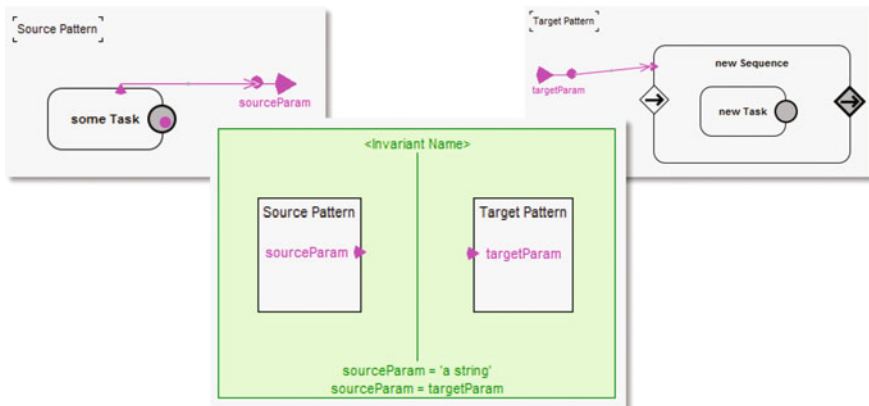 Source Pattern
sourceParam
some Task
Target Pattern
targetParam
new Sequence
new Task
<Invariant Name>
Source Pattern
sourceParam
Target Pattern
targetParam
sourceParam = 'a string'
sourceParam = targetParam